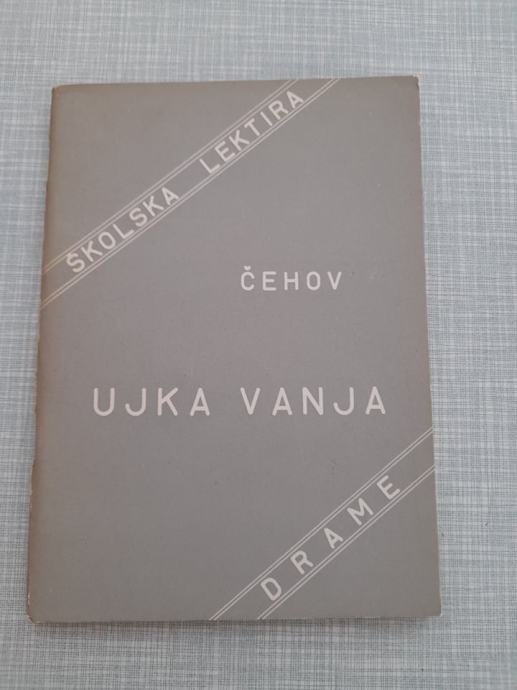 ŠKOLSKA LEKTIRA
ČEHOV
UJKA VANJA
DRAME